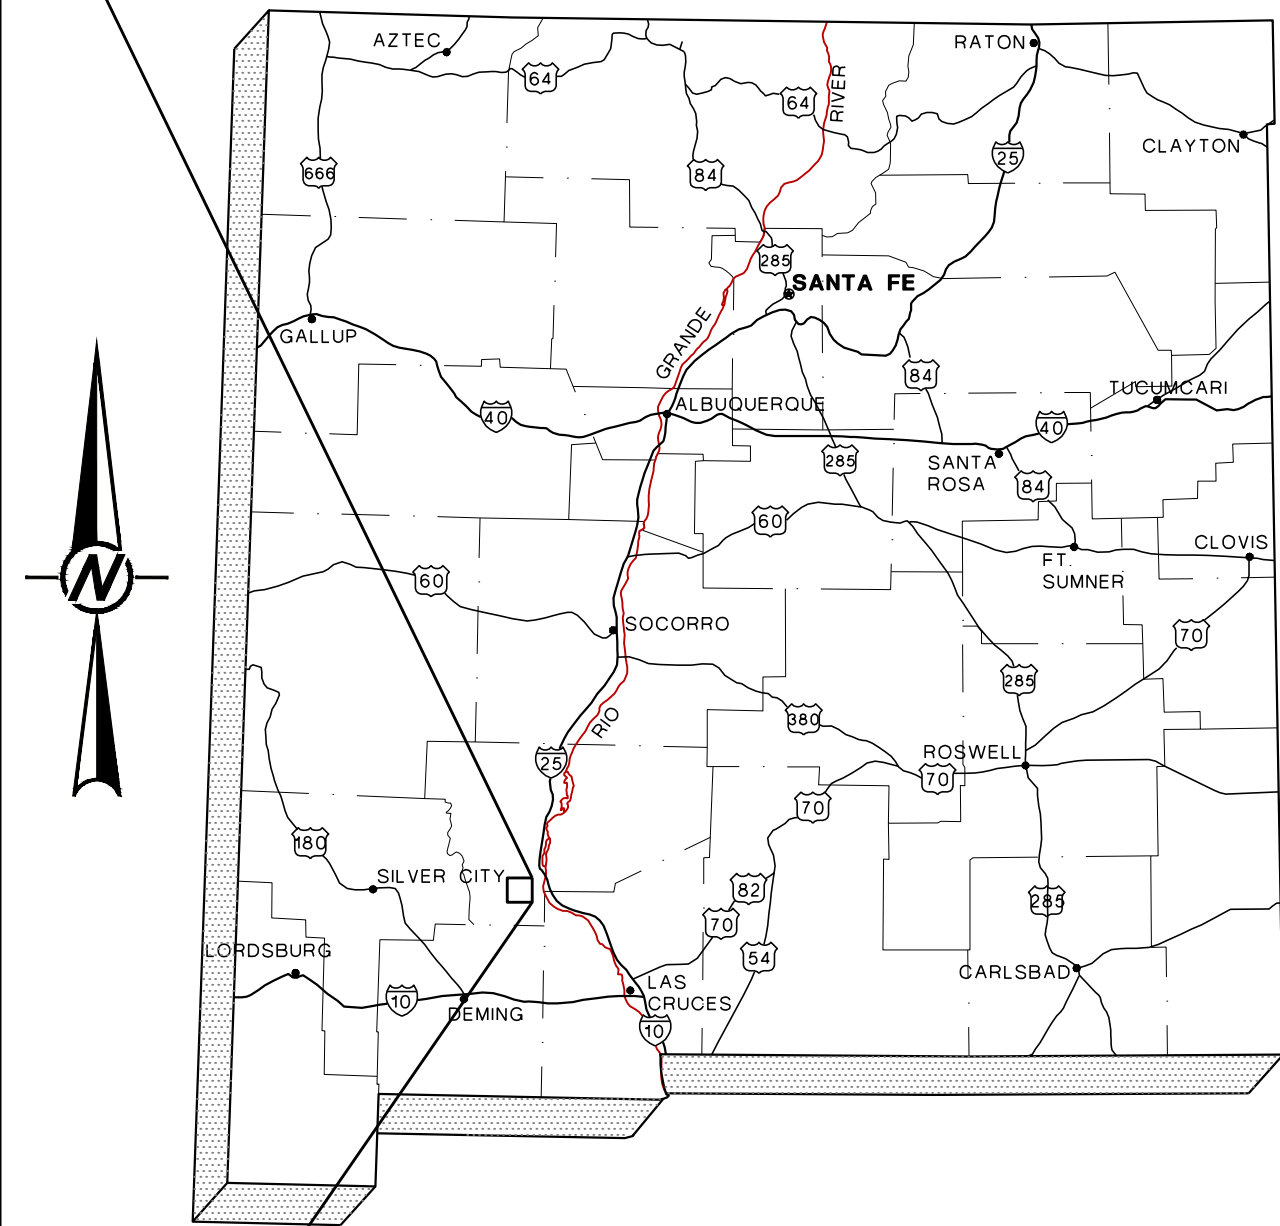 AZTEC
RATON
64
64
RIVER
25
CLAYTON
666
84
285
SANTA FE
GRANDE
GALLUP
84
TUCUMCARI
ALBUQUERQUE
40
40
285
SANTA
ROSA
84
60
CLOVIS
FT.
SUMNER
N
60
SOCORRO
70
285
RIO
380
ROSWELL
25
70
70
180
SILVER CITY
82
285
70
LORDSBURG
54
CARLSBAD
LAS
CRUCES
10
DEMING
10